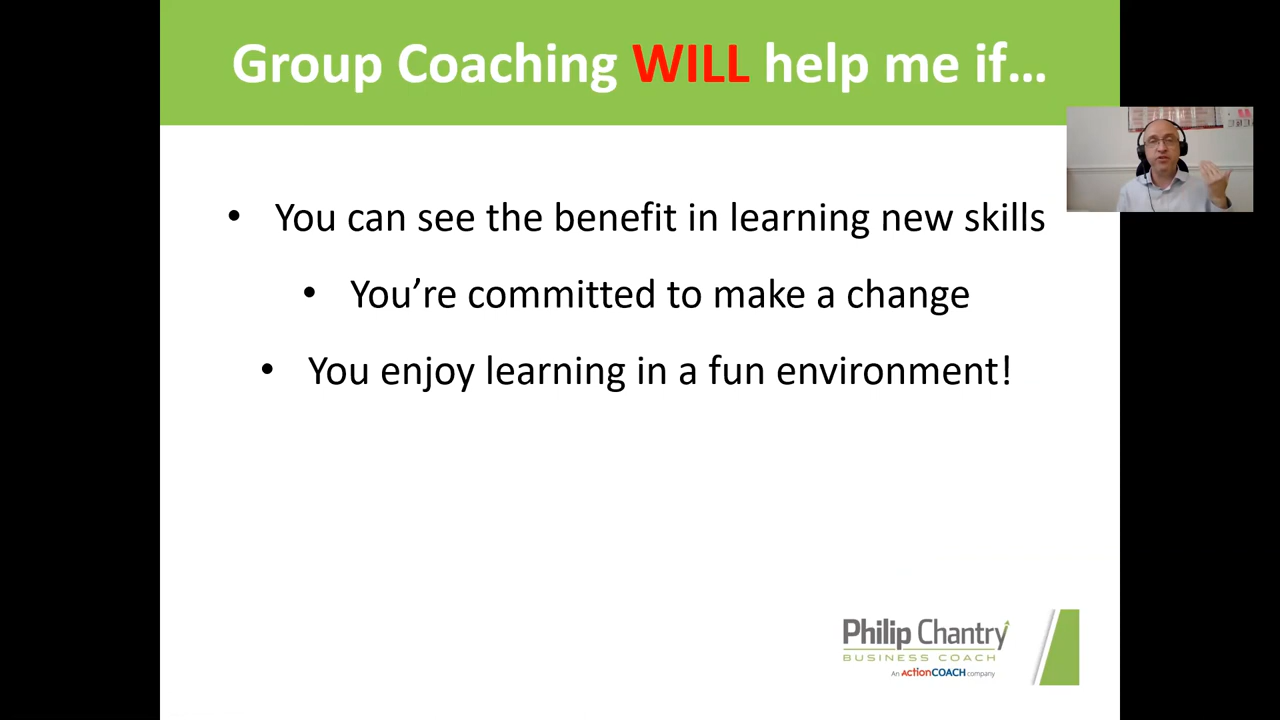 Group Coaching WILL help me if...
• You can see the benefit in learning new skills
• You're committed to make a change
• You enjoy learning in a fun environment!
Philip Chantry
BUSINESS COACH
An ActionCOACH company